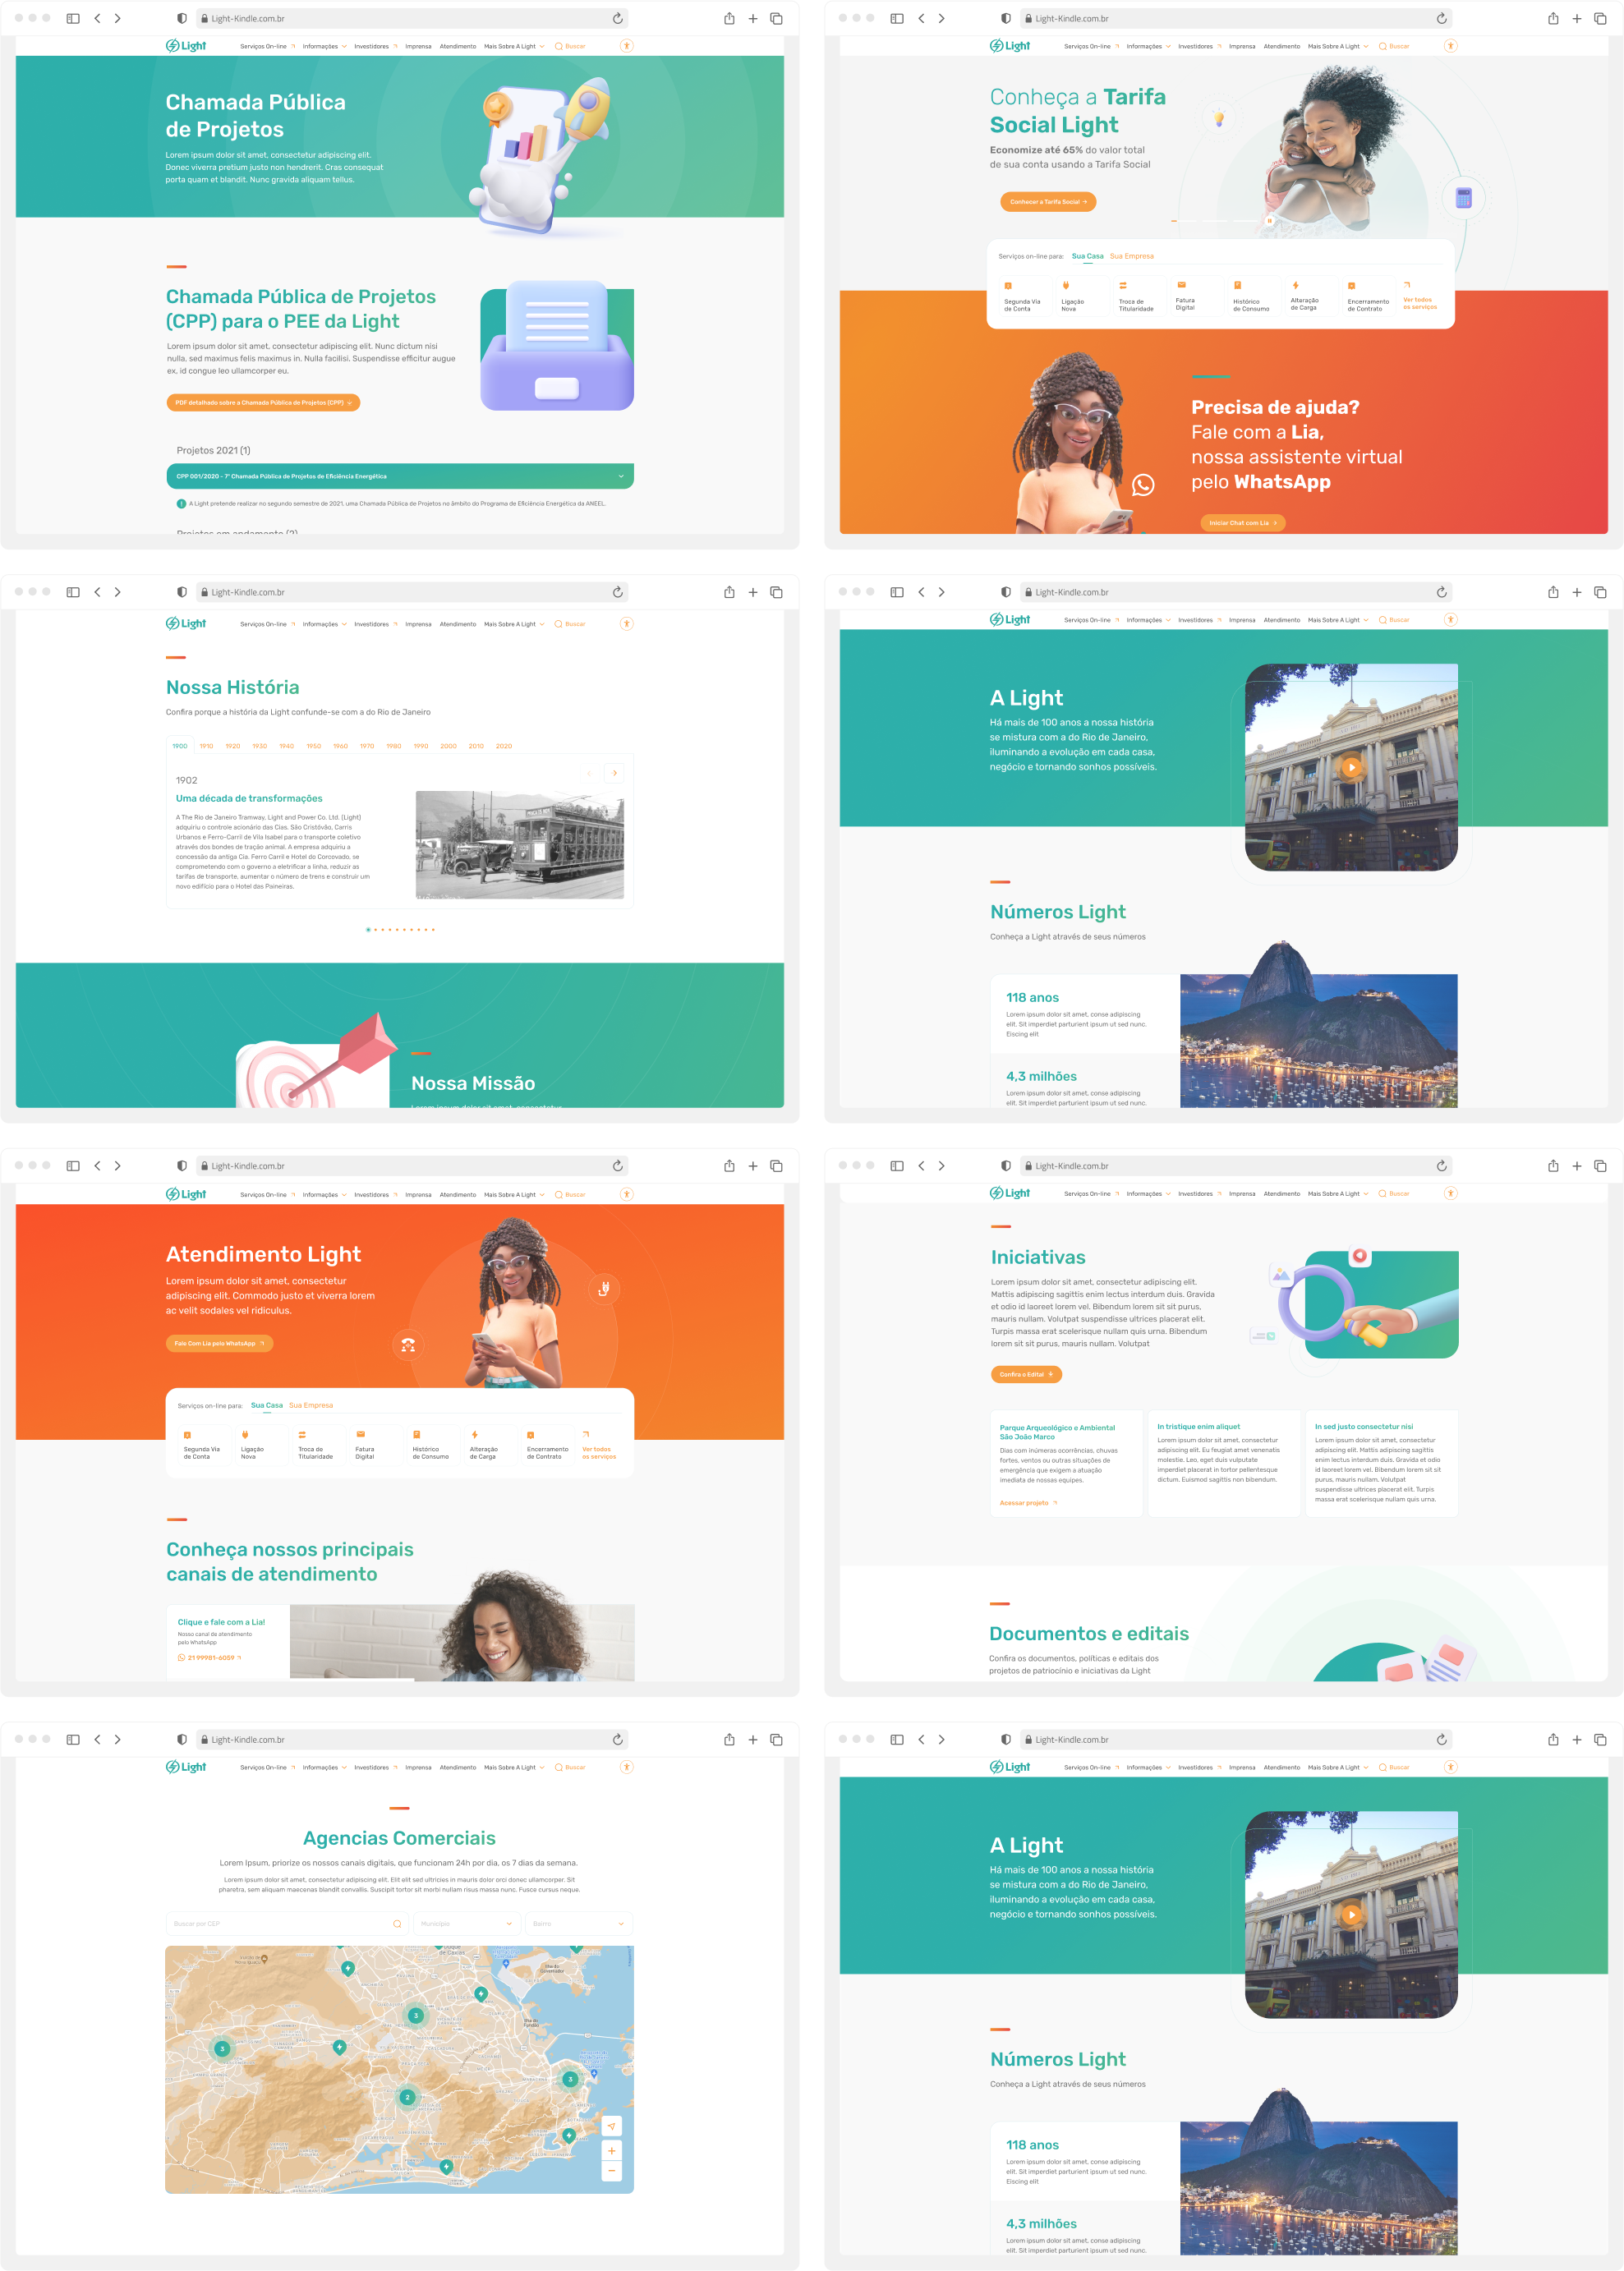 Light-Kindle.com.br
Light
Serviços On-line Informações Investidores Imprensa Atendimento Mais Sobre A Light Buscar
Chamada Pública
de Projetos
Lorem ipsum dolor sit amet, consectetur adipiscing elit.
Donec viverra pretium justo non hendrerit. Cras consequat
porta quam et blandit. Nunc gravida aliquam tellus.
Chamada Pública de Projetos
(CPP) para o PEE da Light
Lorem ipsum dolor sit amet, consectetur adipiscing elit. Nunc dictum nisi
nulla, sed maximus felis maximus in. Nulla facilisi. Suspendisse efficitur augue
ex, id congue leo ullamcorper eu.
PDF detalhado sobre a Chamada Pública de Projetos (CPP)
Projetos 2021 (1)
CPP 001/2020 - 7ª Chamada Pública de Projetos de Eficiência Energética
A Light pretende realizar no segundo semestre de 2021, uma Chamada Pública de Projetos no âmbito do Programa de Eficiência Energética da ANEEL.
Projetos em andamento (2)
Light-Kindle.com.br
Light
Serviços On-line Informações Investidores Imprensa Atendimento Mais Sobre A Light Buscar
Conheça a Tarifa
Social Light
Economize até 65% do valor total
de sua conta usando a Tarifa Social
Conhecer a Tarifa Social
Serviços on-line para: Sua Casa Sua Empresa
Segunda Via
de Conta
Ligação
Nova
Troca de
Titularidade
Fatura
Digital
Histórico
de Consumo
Alteração
de Carga
Encerramento
de Contrato
Ver todos
os serviços
Precisa de ajuda?
Fale com a Lia,
nossa assistente virtual
pelo WhatsApp
Iniciar Chat com Lia
Light-Kindle.com.br
Light
Serviços On-line Informações Investidores Imprensa Atendimento Mais Sobre A Light Buscar
Nossa História
Confira porque a história da Light confunde-se com a do Rio de Janeiro
1900 1910 1920 1930 1940 1950 1960 1970 1980 1990 2000 2010 2020
1902
Uma década de transformações
A The Rio de Janeiro Tramway, Light and Power Co. Ltd. (Light)
adquiriu o controle acionário das Cias. São Cristóvão, Carris
Urbanos e Ferro-Carril de Vila Isabel para o transporte coletivo
através dos bondes de tração animal. A empresa adquiriu a
concessão da antiga Cia. Ferro Carril e Hotel do Corcovado, se
comprometendo com o governo a eletrificar a linha, reduzir as
tarifas de transporte, aumentar o número de trens e construir um
novo edifício para o Hotel das Paineiras.
Nossa Missão
Lorem ipsum dolor sit amet, consectetur
Light-Kindle.com.br
Light
Serviços On-line Informações Investidores Imprensa Atendimento Mais Sobre A Light Buscar
A Light
Há mais de 100 anos a nossa história
se mistura com a do Rio de Janeiro,
iluminando a evolução em cada casa,
negócio e tornando sonhos possíveis.
Números Light
Conheça a Light através de seus números
118 anos
Lorem ipsum dolor sit amet, conse adipiscing
elit. Sit imperdiet parturient ipsum ut sed nunc.
Eiscing elit
4,3 milhões
Lorem ipsum dolor sit amet, conse adipiscing
elit. Sit imperdiet parturient ipsum ut sed nunc.
Light-Kindle.com.br
Light
Serviços On-line Informações Investidores Imprensa Atendimento Mais Sobre A Light Buscar
Atendimento Light
Lorem ipsum dolor sit amet, consectetur
adipiscing elit. Commodo justo et viverra lorem
ac velit sodales vel ridiculus.
Fale Com Lia pelo WhatsApp
Serviços on-line para: Sua Casa Sua Empresa
Segunda Via
de Conta
Ligação
Nova
Troca de
Titularidade
Fatura
Digital
Histórico
de Consumo
Alteração
de Carga
Encerramento
de Contrato
Ver todos
os serviços
Conheça nossos principais
canais de atendimento
Clique e fale com a Lia!
Nosso canal de atendimento
pelo WhatsApp
21 99981-6059
Light-Kindle.com.br
Light
Serviços On-line Informações Investidores Imprensa Atendimento Mais Sobre A Light Buscar
Iniciativas
Lorem ipsum dolor sit amet, consectetur adipiscing elit.
Mattis adipiscing sagittis enim lectus interdum duis. Gravida
et odio id laoreet lorem vel. Bibendum lorem sit sit purus,
mauris nullam. Volutpat suspendisse ultrices placerat elit.
Turpis massa erat scelerisque nullam quis urna. Bibendum
lorem sit sit purus, mauris nullam. Volutpat
Confira o Edital
Parque Arqueológico e Ambiental
São João Marco
Dias com inúmeras ocorrências, chuvas
fortes, ventos ou outras situações de
emergência que exigem a atuação
imediata de nossas equipes.
Acessar projeto
In tristique enim aliquet
Lorem ipsum dolor sit amet, consectetur
adipiscing elit. Eu feugiat amet venenatis
molestie. Leo, eget duis vulputate
imperdiet placerat in tortor pellentesque
dictum. Euismod sagittis non bibendum.
In sed justo consectetur nisi
Lorem ipsum dolor sit amet, consectetur
adipiscing elit. Mattis adipiscing sagittis
enim lectus interdum duis. Gravida et odio
id laoreet lorem vel. Bibendum lorem sit sit
purus, mauris nullam. Volutpat
suspendisse ultrices placerat elit. Turpis
massa erat scelerisque nullam quis urna.
Documentos e editais
Confira os documentos, políticas e editais dos
projetos de patriocínio e iniciativas da Light
Light-Kindle.com.br
Light
Serviços On-line Informações Investidores Imprensa Atendimento Mais Sobre A Light Buscar
Agencias Comerciais
Lorem Ipsum, priorize os nossos canais digitais, que funcionam 24h por dia, os 7 dias da semana.
Lorem ipsum dolor sit amet, consectetur adipiscing elit. Elit elit sed ultricies in mauris dolor orci donec ullamcorper. Sit
pharetra, sem aliquam maecenas blandit convallis. Suscipit tortor sit morbi nullam risus massa nunc. Fusce cursus neque.
Buscar por CEP
Município
Bairro
3
3
2
3
Light-Kindle.com.br
Light
Serviços On-line Informações Investidores Imprensa Atendimento Mais Sobre A Light Buscar
A Light
Há mais de 100 anos a nossa história
se mistura com a do Rio de Janeiro,
iluminando a evolução em cada casa,
negócio e tornando sonhos possíveis.
Números Light
Conheça a Light através de seus números
118 anos
Lorem ipsum dolor sit amet, conse adipiscing
elit. Sit imperdiet parturient ipsum ut sed nunc.
Eiscing elit
4,3 milhões
Lorem ipsum dolor sit amet, conse adipiscing
elit. Sit imperdiet parturient ipsum ut sed nunc.